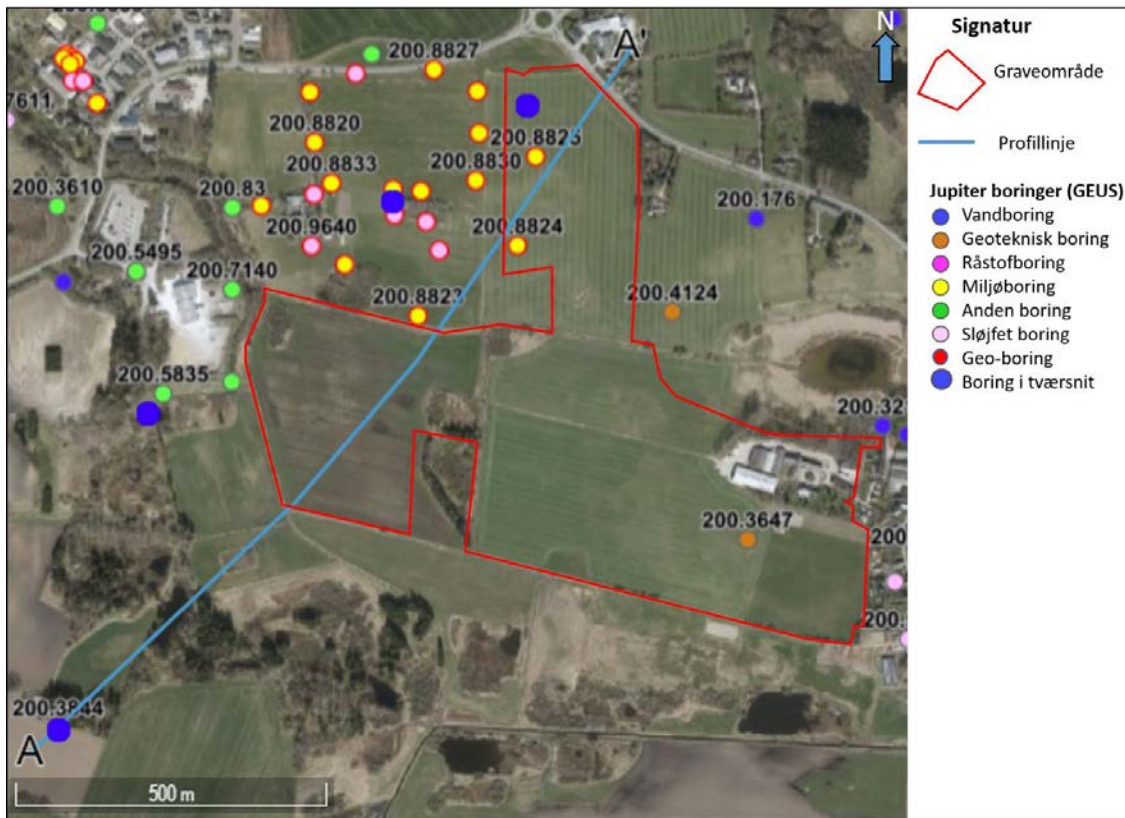 A'
N
200.8827
7611
200.8820
200.8825
200.8833
200.8830
200.3610
200.83
200.176
200.9640
200.8824
200.5495
200.7140
200.4124
200.8823
200.5835
200.32
200.3647
200
200.
200.3844
A
500 m
Signatur
Graveområde
Profillinje
Jupiter boringer (GEUS)
Vandboring
Geoteknisk boring
Råstofboring
Miljøboring
Anden boring
Sløjfet boring
Geo-boring
Boring i tværsnit